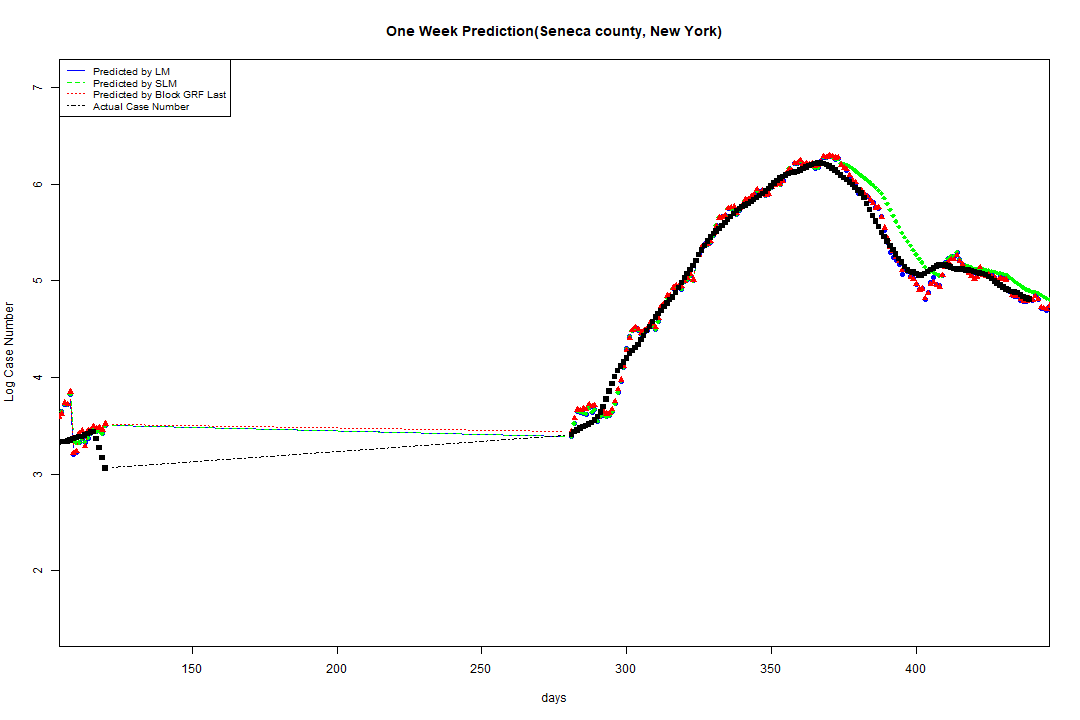 One Week Prediction(Seneca county, New York)
Predicted by LM
Predicted by SLM
Predicted by Block GRF Last
Actual Case Number
7
6
5
4
3
2
Log Case Number
150 200 250 300 350 400
days